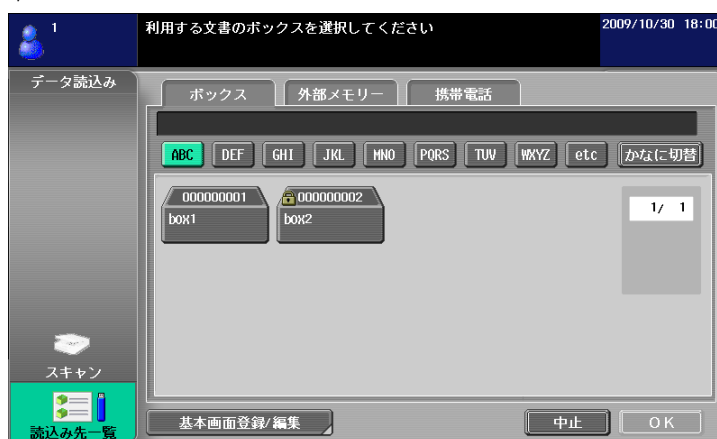 1
利用する文書のボックスを選択してください
2009/10/30 18:00
データ読込み
ボックス
外部メモリー
携帯電話
ABC
DEF
GHI
JKL
MNO
PQRS
TUV
WXYZ
etc
かなに切替
000000001
box1
000000002
box2
1/ 1
スキャン
読込み先一覧
基本画面登録/編集
中止
OK